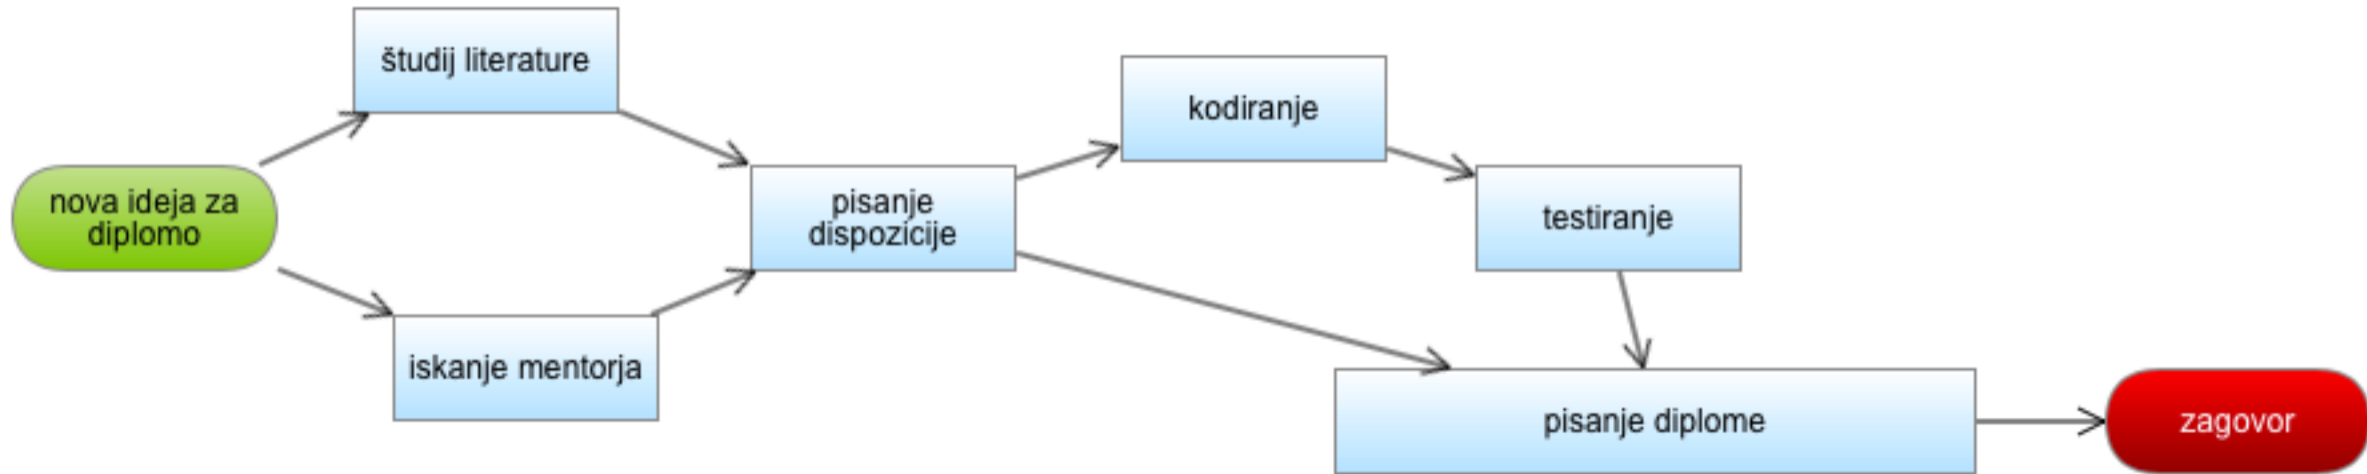 študij literature
kodiranje
nova ideja za
diplomo
pisanje
dispozicije
testiranje
iskanje mentorja
pisanje diplome
zagovor